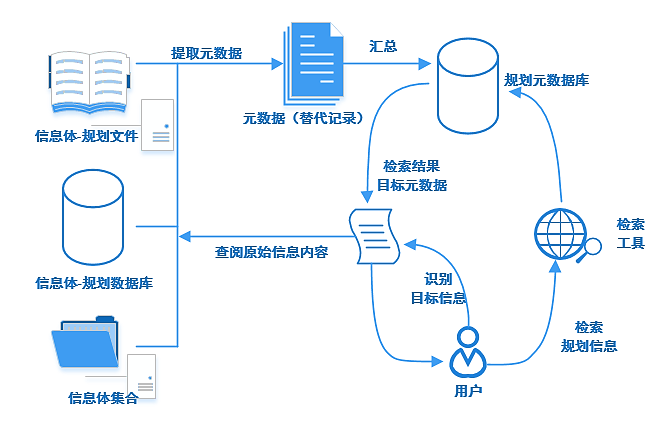 提取元数据
汇总
规划元数据库
元数据（替代记录）
信息体-规划文件
检索结果
目标元数据
检索
工具
查阅原始信息内容
信息体-规划数据库
识别
目标信息
检索
规划信息
用户
信息体集合